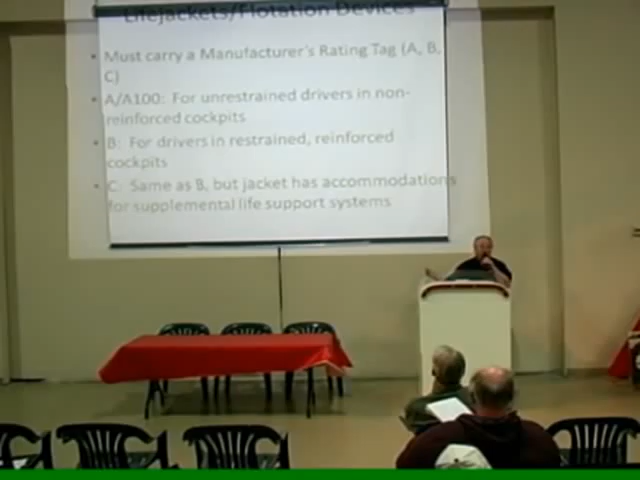 Lifejackets/Flotation Devices
• Must carry a Manufacturer's Rating Tag (A, B,
C)
• A/A100: For unrestrained drivers in non-
reinforced cockpits
• B: For drivers in restrained, reinforced
cockpits
• C: Same as B, but jacket has accommodations
for supplemental life support systems